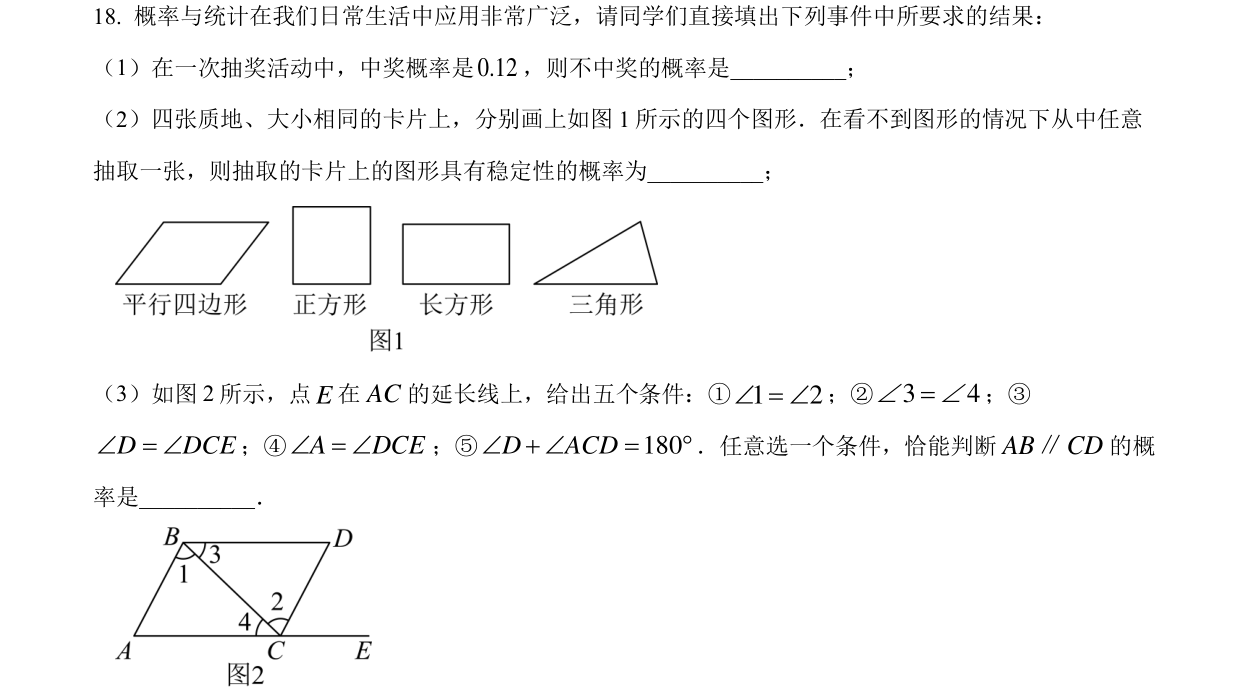 18. 概率与统计在我们日常生活中应用非常广泛，请同学们直接填出下列事件中所要求的结果：
（1）在一次抽奖活动中，中奖概率是0.12，则不中奖的概率是__________；
（2）四张质地、大小相同的卡片上，分别画上如图 1 所示的四个图形．在看不到图形的情况下从中任意
抽取一张，则抽取的卡片上的图形具有稳定性的概率为__________；
平行四边形 正方形 长方形 三角形
图1
（3）如图 2 所示，点 E 在 AC 的延长线上，给出五个条件：①∠1=∠2；②∠3=∠4；③
∠D=∠DCE；④∠A=∠DCE；⑤∠D+∠ACD=180°．任意选一个条件，恰能判断 AB∥CD 的概
率是__________．
B 3 D
1
2
4
A C E
图2